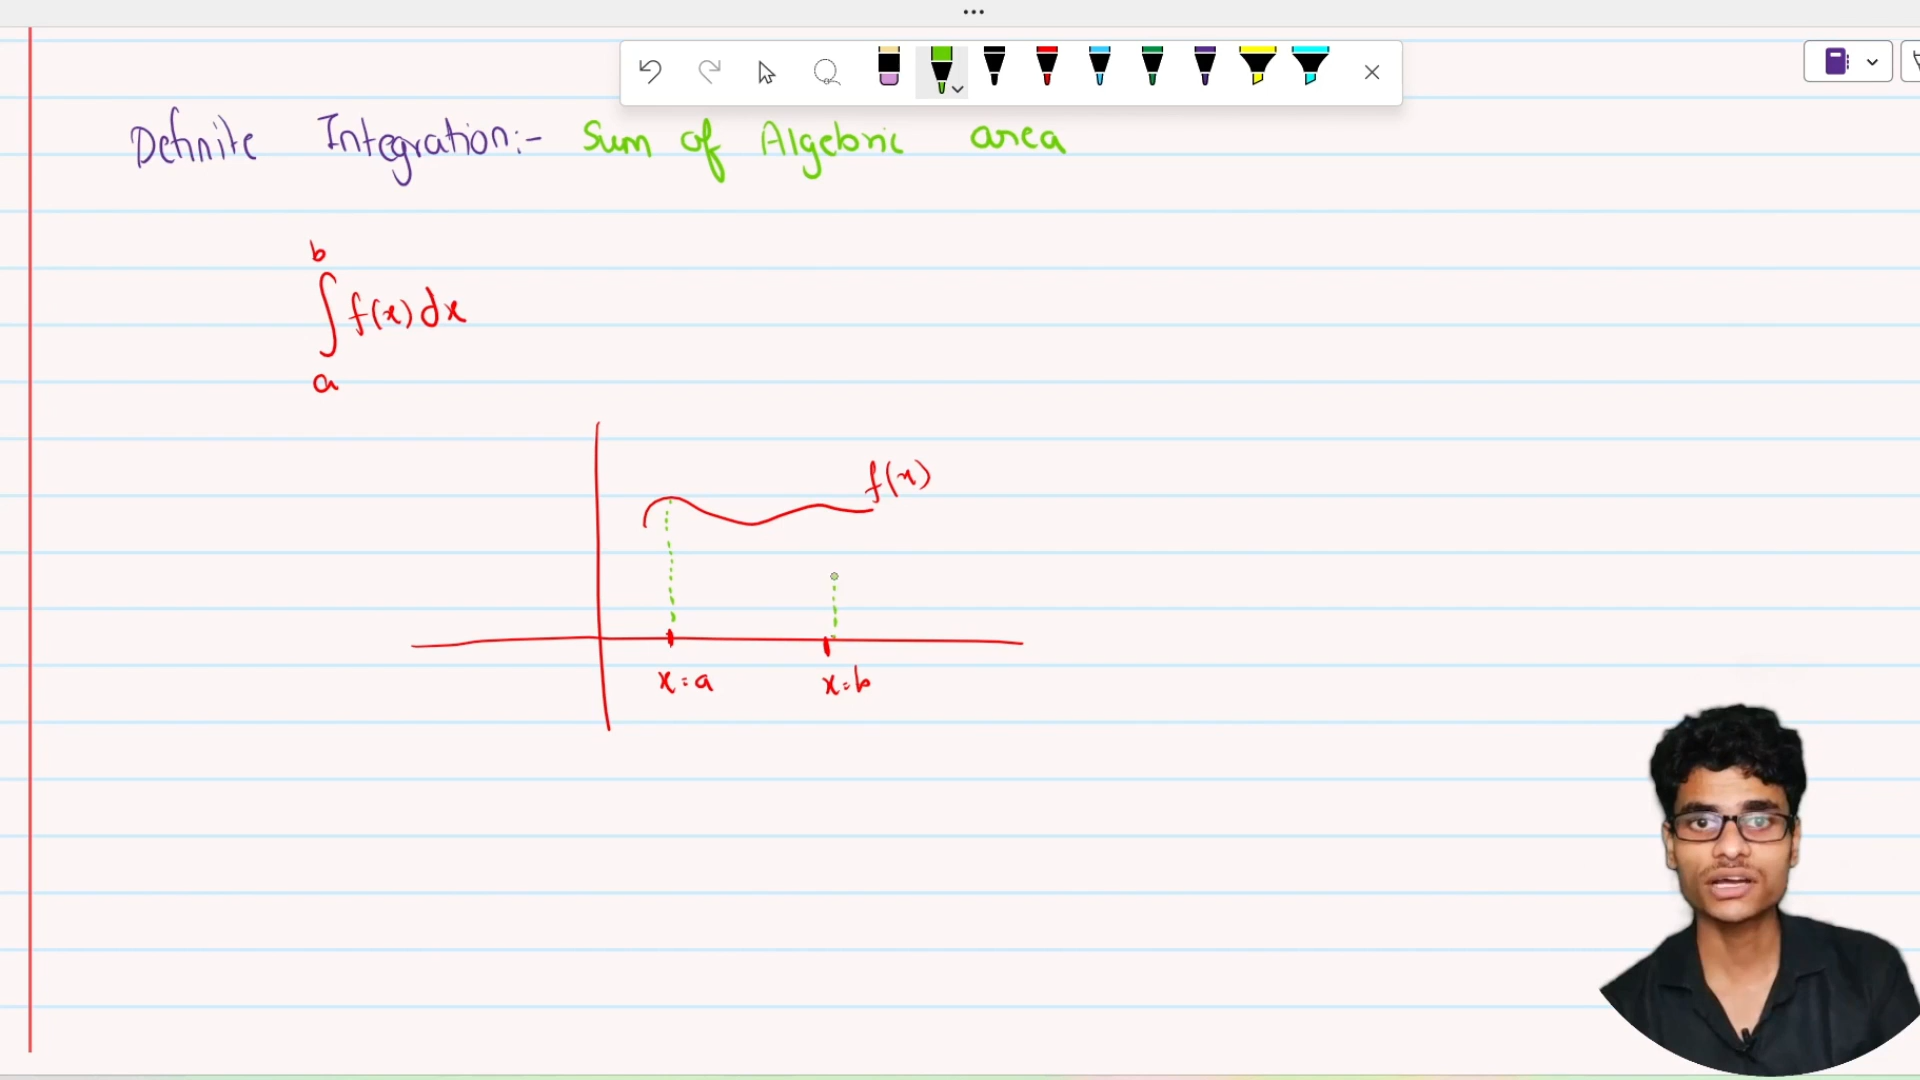 Definite Integration:- Sum of Algebric area
b
∫ f(x) dx
a
f(x)
x=a x=b